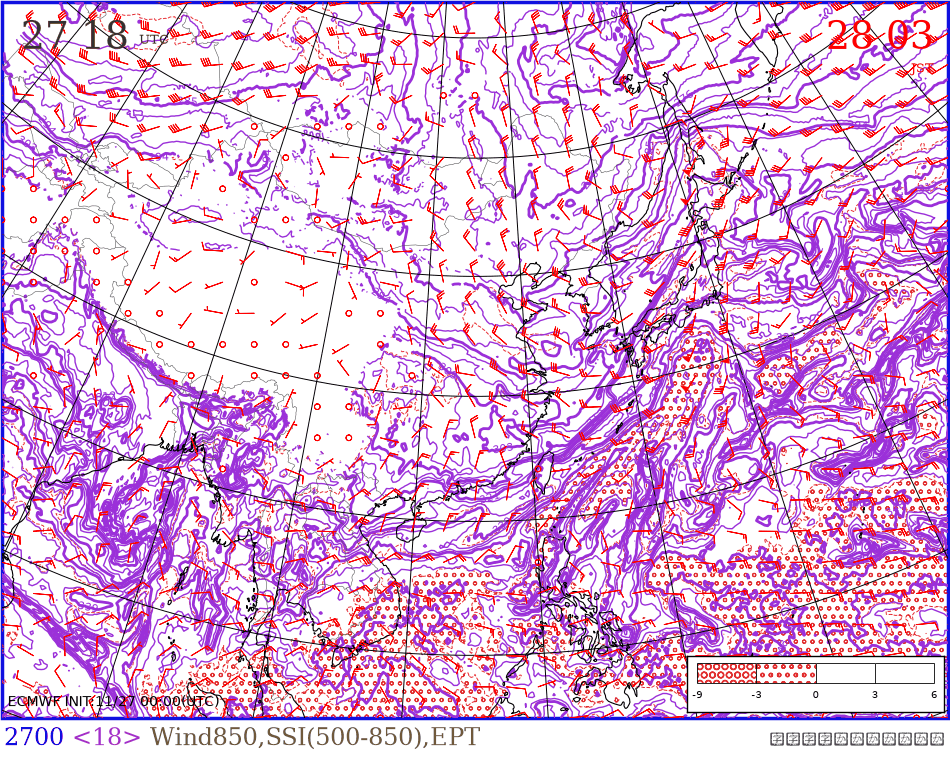 27 18 UTC 28 03
JST
-9 -3 0 3 6
ECMWF INIT:11/27 00:00(UTC)
2700 <18> Wind850,SSI(500-850),EPT